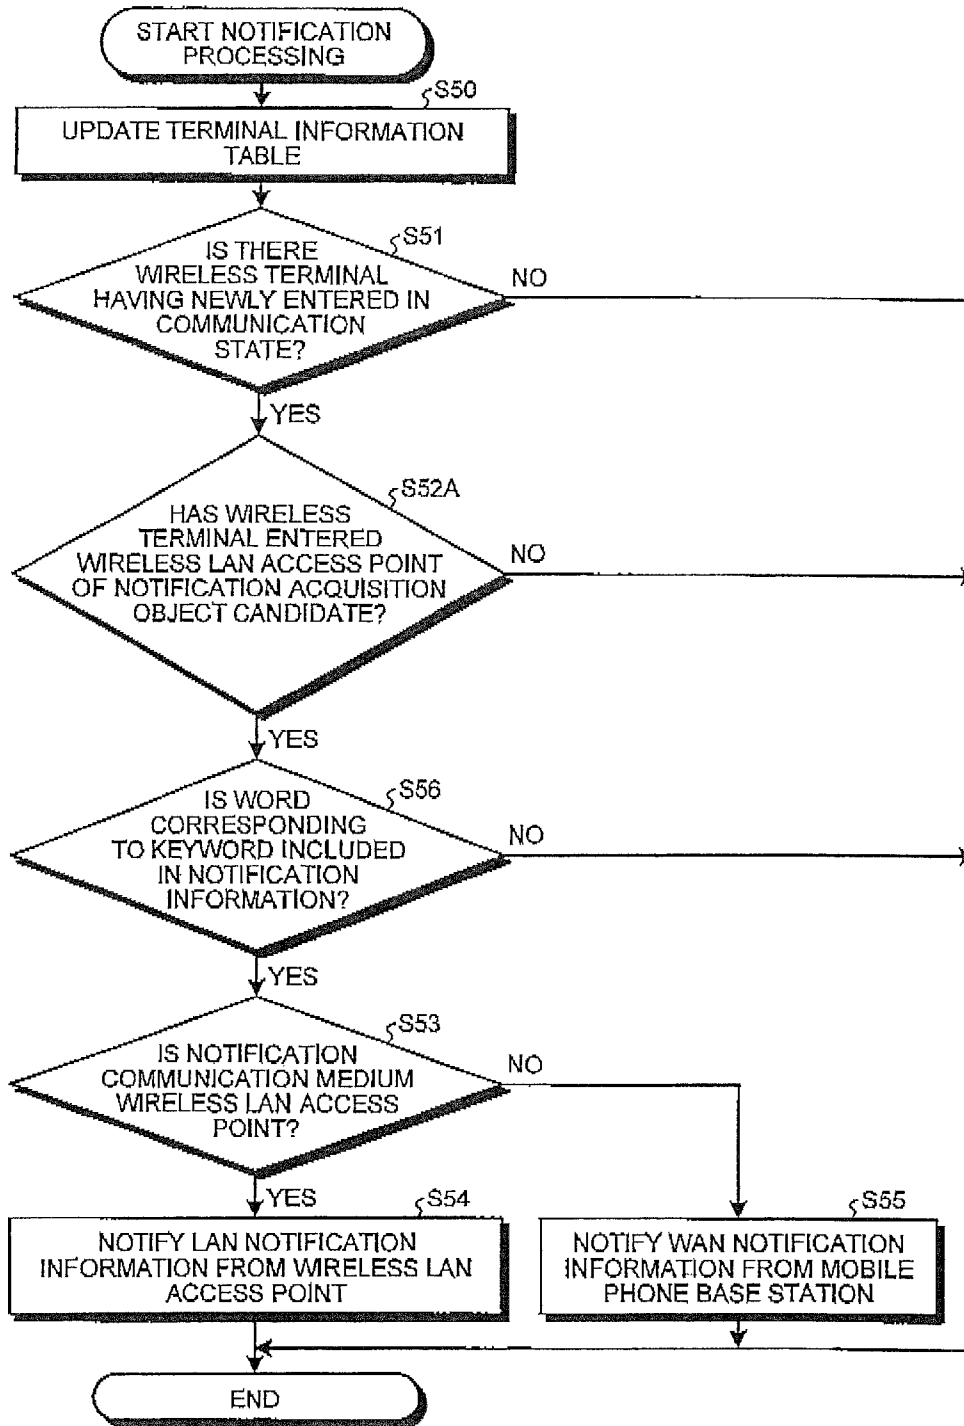 START NOTIFICATION
PROCESSING
S50
UPDATE TERMINAL INFORMATION
TABLE
S51
IS THERE
WIRELESS TERMINAL
HAVING NEWLY ENTERED IN
COMMUNICATION
STATE?
NO
YES
S52A
HAS WIRELESS
TERMINAL ENTERED
WIRELESS LAN ACCESS POINT
OF NOTIFICATION ACQUISITION
OBJECT CANDIDATE?
NO
YES
S56
IS WORD
CORRESPONDING
TO KEYWORD INCLUDED
IN NOTIFICATION
INFORMATION?
NO
YES
S53
IS NOTIFICATION
COMMUNICATION MEDIUM
WIRELESS LAN ACCESS
POINT?
NO
YES
S54
NOTIFY LAN NOTIFICATION
INFORMATION FROM WIRELESS LAN
ACCESS POINT
S55
NOTIFY WAN NOTIFICATION
INFORMATION FROM MOBILE
PHONE BASE STATION
END